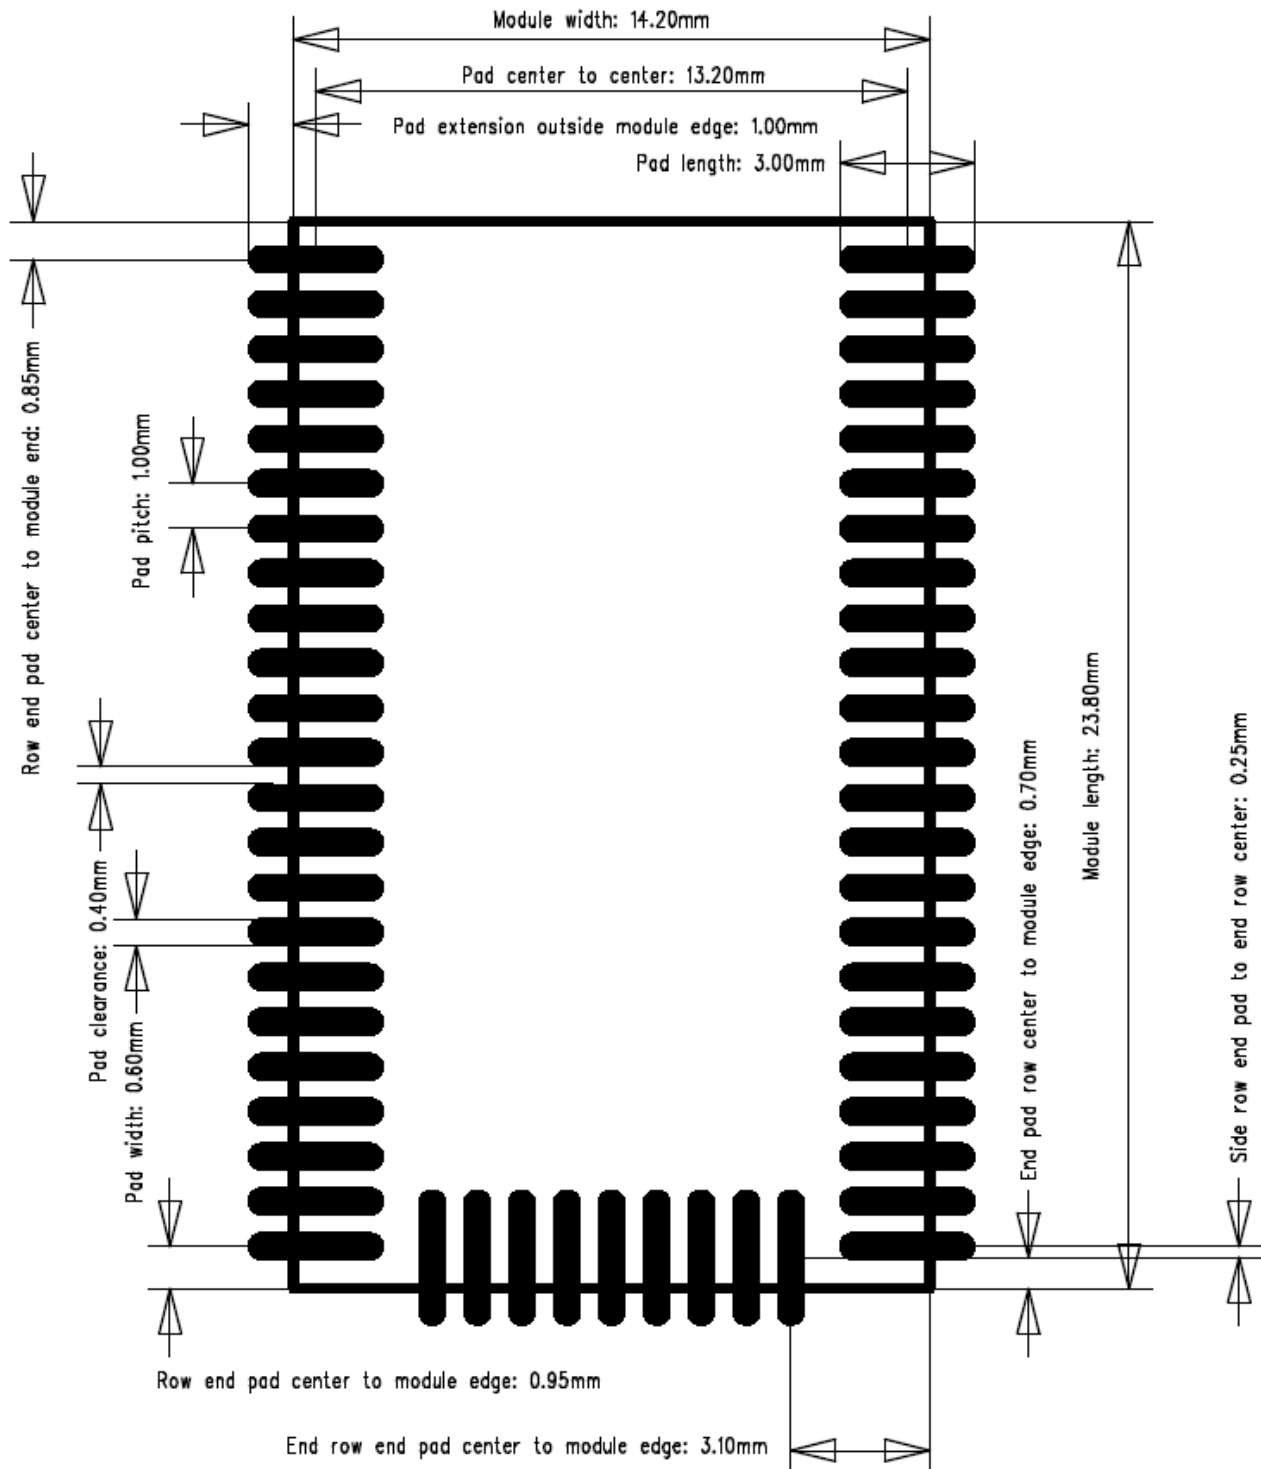 Module width: 14.20mm
Pad center to center: 13.20mm
Pad extension outside module edge: 1.00mm
Pad length: 3.00mm
Row end pad center to module end: 0.85mm
Pad pitch: 1.00mm
Pad clearance: 0.40mm
Pad width: 0.60mm
End pad row center to module edge: 0.70mm
Module length: 23.80mm
Side row end pad to end row center: 0.25mm
Row end pad center to module edge: 0.95mm
End row end pad center to module edge: 3.10mm